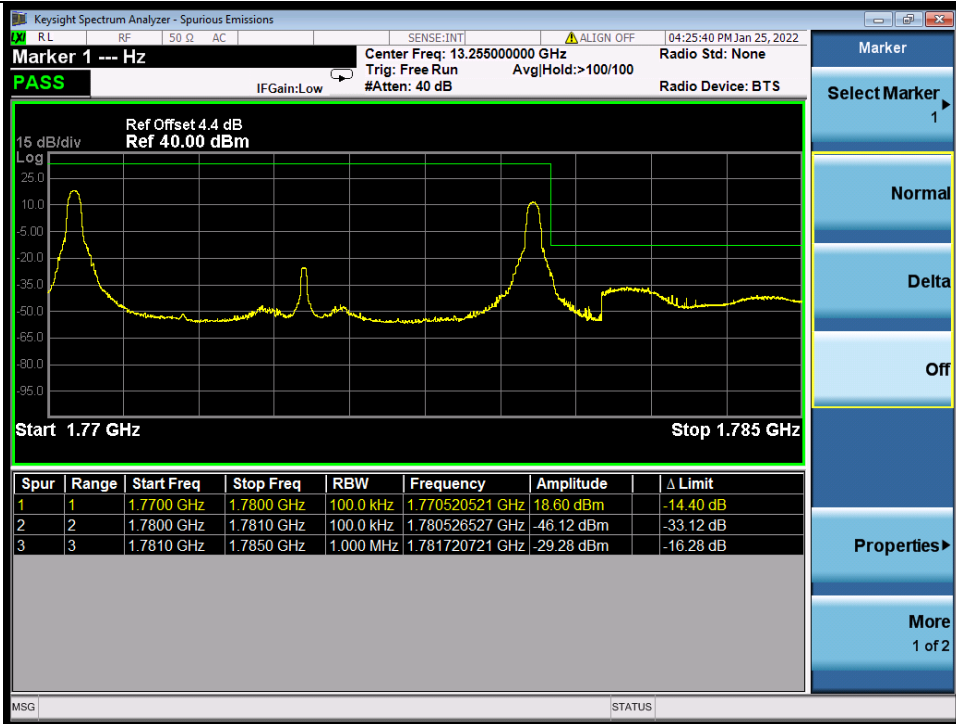 Keysight Spectrum Analyzer - Spurious Emissions
LXI RL RF 50 Ω AC SENSE:INT ALIGN OFF 04:25:40 PM Jan 25, 2022
Marker 1 --- Hz
Center Freq: 13.255000000 GHz
Radio Std: None
Trig: Free Run Avg|Hold:>100/100
PASS
IFGain:Low
#Atten: 40 dB
Radio Device: BTS
Ref Offset 4.4 dB
15 dB/div Ref 40.00 dBm
Log
25.0
10.0
-5.00
-20.0
-35.0
-50.0
-65.0
-80.0
-95.0
Start 1.77 GHz Stop 1.785 GHz
Spur Range Start Freq Stop Freq RBW Frequency Amplitude Δ Limit
1 1 1.7700 GHz 1.7800 GHz 100.0 kHz 1.770520521 GHz 18.60 dBm -14.40 dB
2 2 1.7800 GHz 1.7810 GHz 100.0 kHz 1.780526527 GHz -46.12 dBm -33.12 dB
3 3 1.7810 GHz 1.7850 GHz 1.000 MHz 1.781720721 GHz -29.28 dBm -16.28 dB
MSG STATUS
Marker
Select Marker
1
Normal
Delta
Off
Properties
More
1 of 2